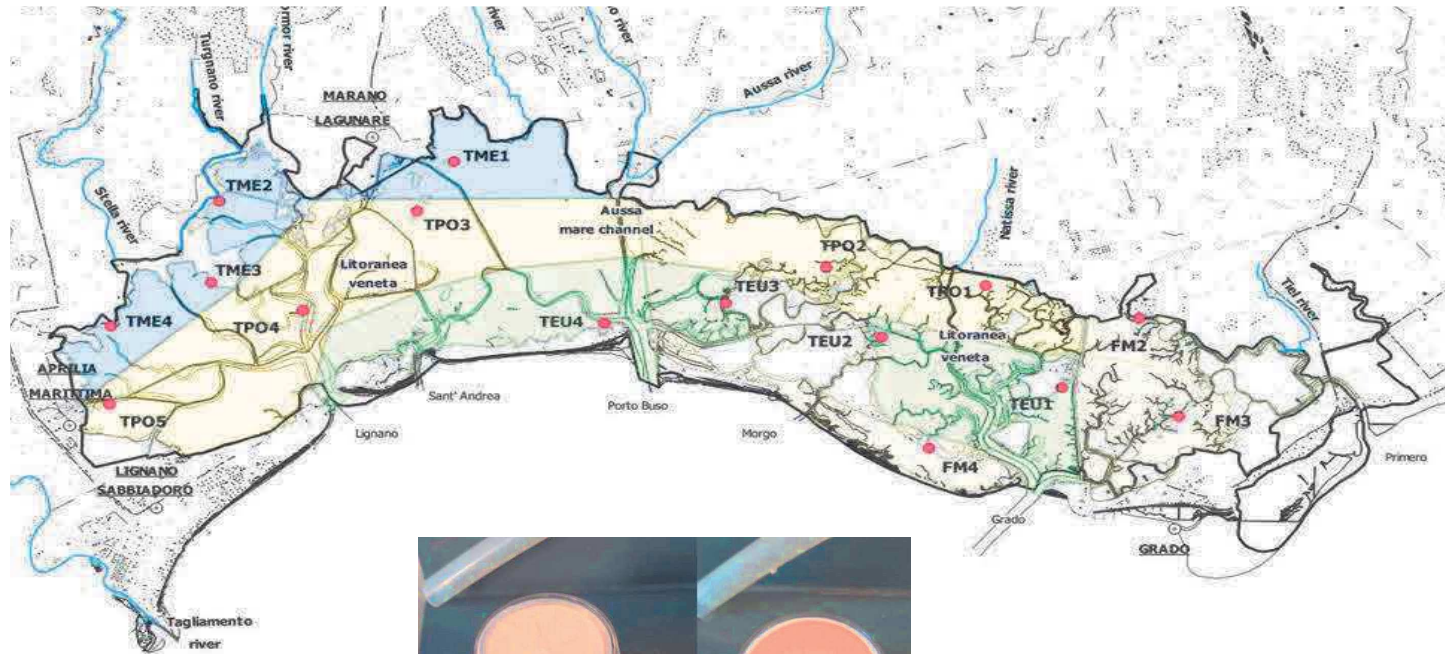 Turgnano river
ormor river
MARANO
LAGUNARE
Aussa river
TME1
TME2
Stella river
TPO3
Aussa
mare channel
Natissa river
TPO2
Litoranea
veneta
TME3
TEU3
TPO1
Tiel river
TME4
TPO4
TEU4
TEU2
Litoranea
veneta
FM2
APRILIA
MARITTIMA
TPO5
Sant' Andrea
Porto Buso
TEU1
FM3
Lignano
Morgo
FM4
Primero
LIGNANO
SABBIADORO
Grado
GRADO
Tagliamento
river